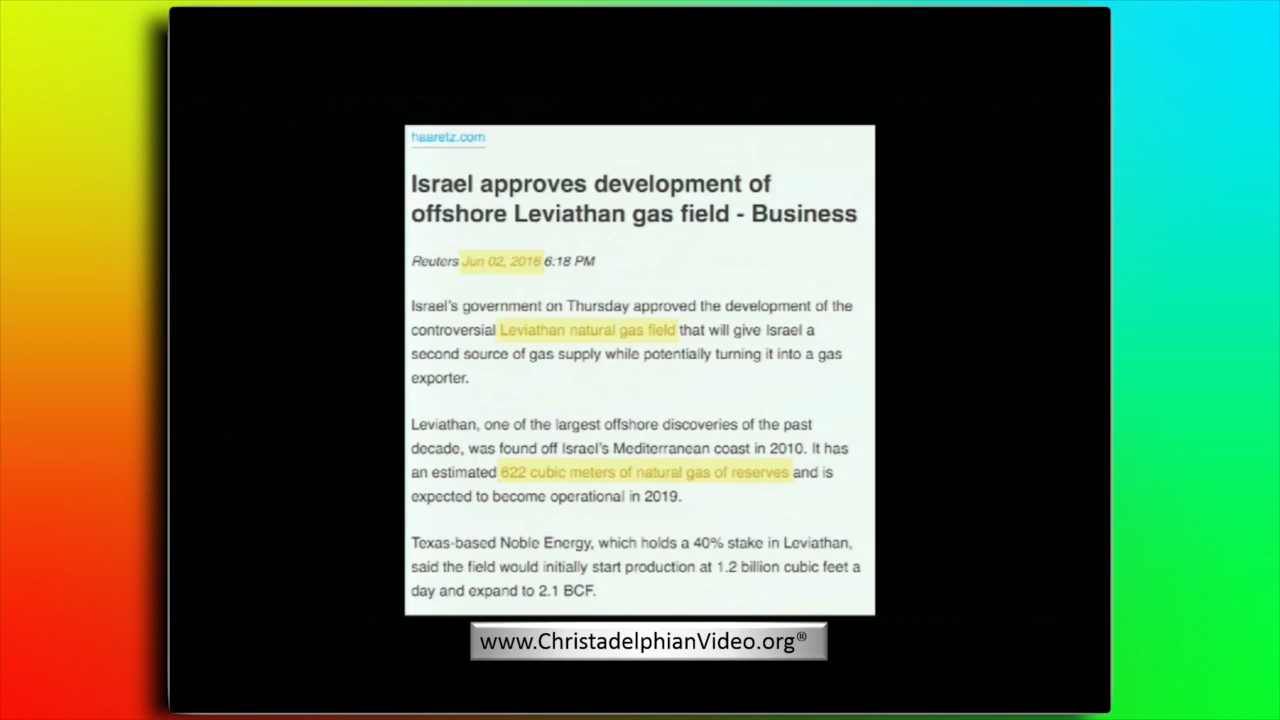 haaretz.com
Israel approves development of
offshore Leviathan gas field - Business
Reuters Jun 02, 2016 6:18 PM
Israel's government on Thursday approved the development of the
controversial Leviathan natural gas field that will give Israel a
second source of gas supply while potentially turning it into a gas
exporter.
Leviathan, one of the largest offshore discoveries of the past
decade, was found off Israel's Mediterranean coast in 2010. It has
an estimated 622 cubic meters of natural gas of reserves and is
expected to become operational in 2019.
Texas-based Noble Energy, which holds a 40% stake in Leviathan,
said the field would initially start production at 1.2 billion cubic feet a
day and expand to 2.1 BCF.
www.ChristadelphianVideo.org®